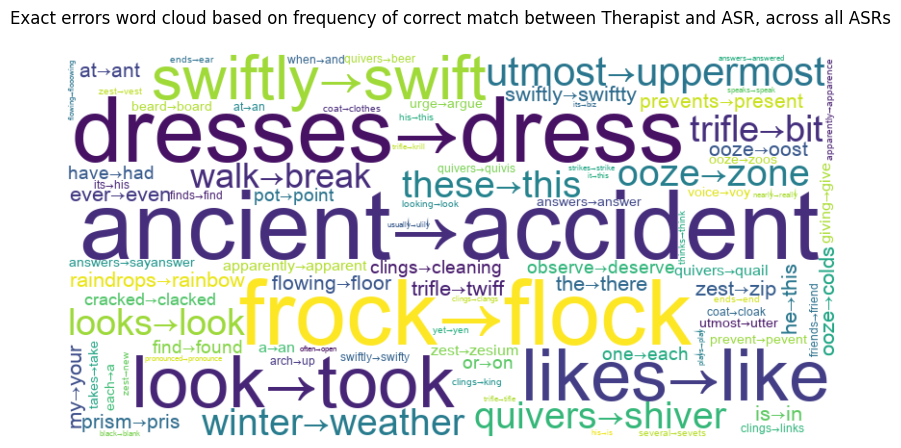 Exact errors word cloud based on frequency of correct match between Therapist and ASR, across all ASRs
ends→ear
when→and
quivers→beer
answers→answered
at→ant
swiftly→swift
utmost→uppermost
flowing→flooowing
zest→vest
swiftly→swiftty
speaks→speak
beard→board
at→an
coat→clothes
urge→argue
its→biz
prevents→present
apparently→apparence
dresses→dress
his→this
trifle→bit
trifle→krill
ooze→oost
ooze→zoos
have→had
walk→break
quivers→quivis
strikes→strike
it→this
ooze→zone
its→his
these→this
ever→even
finds→find
pot→point
voice→voy
nearly→really
looking→look
answers→answer
giving→give
ancient→accident
usually→ully
thinks→think
answers→sayanswer
apparently→apparent
clings→cleaning
observe→deserve
quivers→quail
raindrops→rainbow
flowing→floor
trifle→twiff
the→there
zest→zip
he→this
ooze→colds
cracked→clacked
frock→flock
clings→clengs
ends→end
coat→cloak
looks→look
utmost→utter
yet→yen
friends→friend
find→found
a→an
often→open
zest→zesium
one→each
plays→play
prevent→pevent
my→your
takes→take
each→a
zest→new
pronounced→pronounce
arch→up
swiftly→swifty
or→on
look→took
clings→king
likes→like
trifle→tifle
prism→pris
winter→weather
quivers→shiver
is→in
clings→links
black→blank
his→is
several→sevets